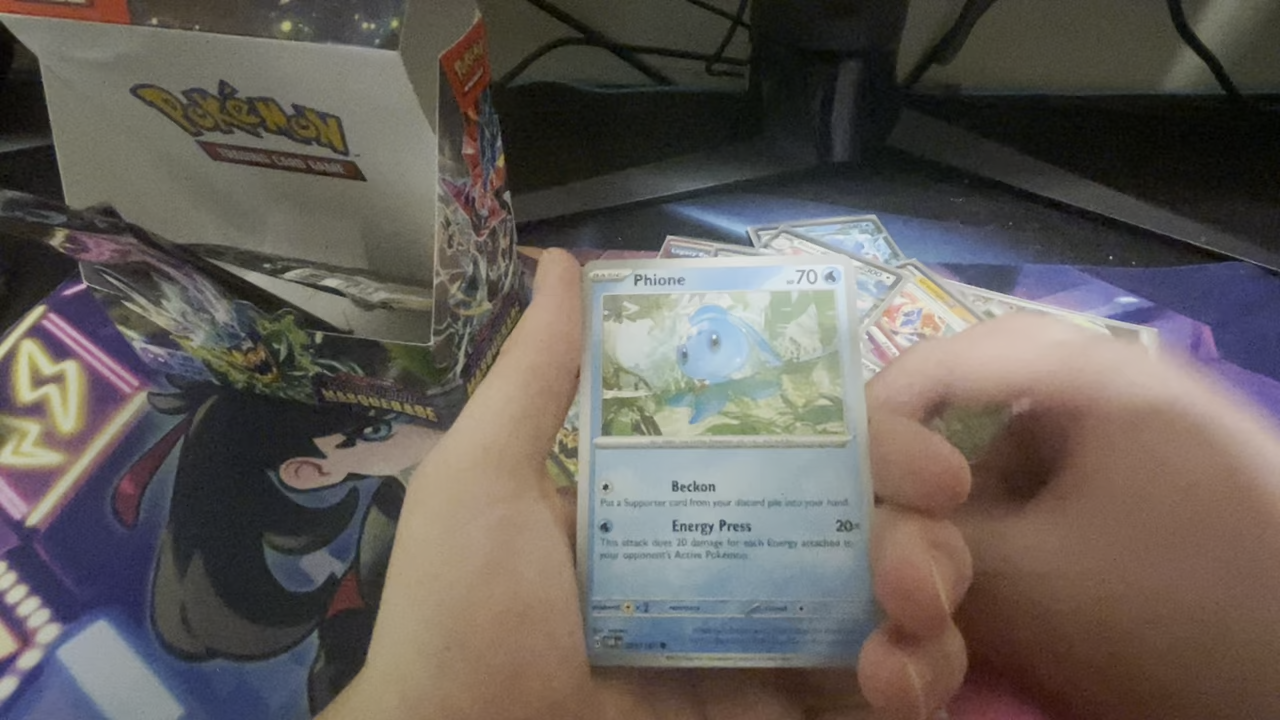 POKéMON
TRADING CARD GAME
MASQUERADE
Phione
70
Beckon
Put a Supporter card from your discard pile into your hand.
Energy Press 20×
This attack does 20 damage for each Energy attached to
your opponent's Active Pokémon.
×2